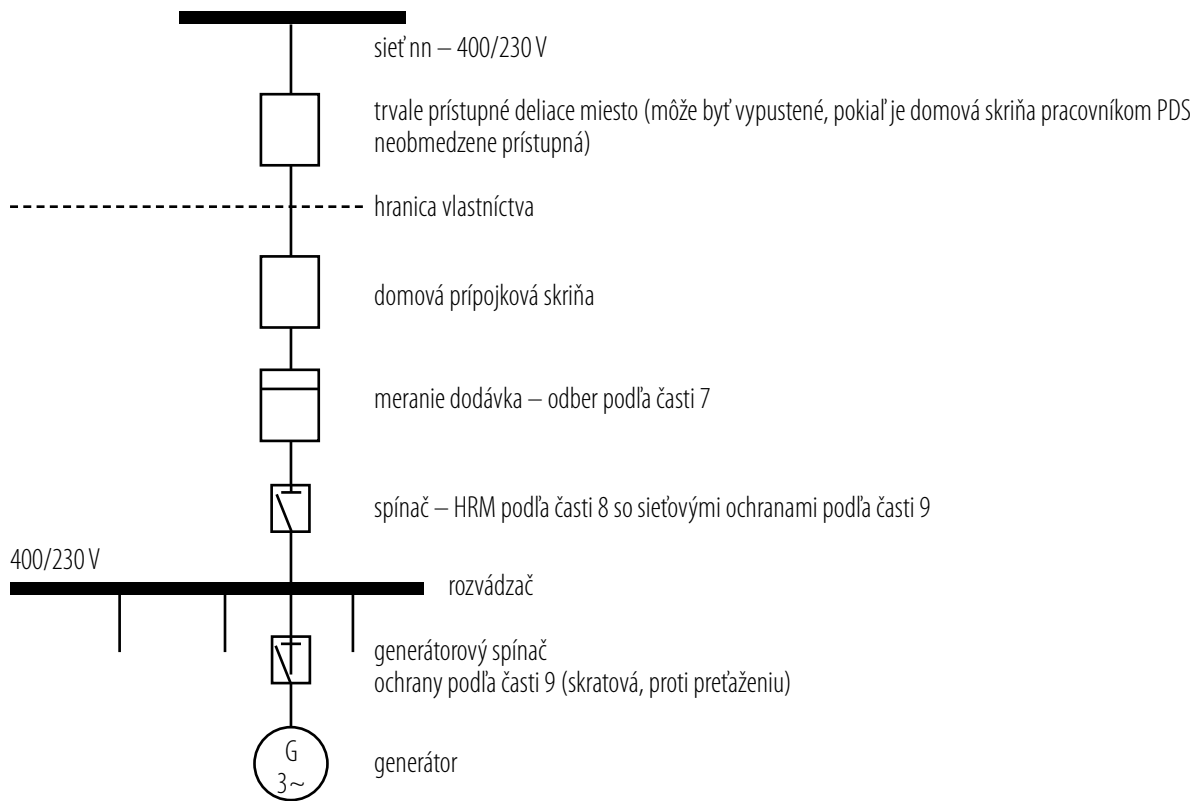 sieť nn – 400/230 V
trvale prístupné deliace miesto (môže byť vypustené, pokiaľ je domová skriňa pracovníkom PDS
neobmedzene prístupná)
hranica vlastníctva
domová prípojková skriňa
meranie dodávka – odber podľa časti 7
spínač – HRM podľa časti 8 so sieťovými ochranami podľa časti 9
400/230 V
rozvádzač
generátorový spínač
ochrany podľa časti 9 (skratová, proti preťaženiu)
G
3~
generátor